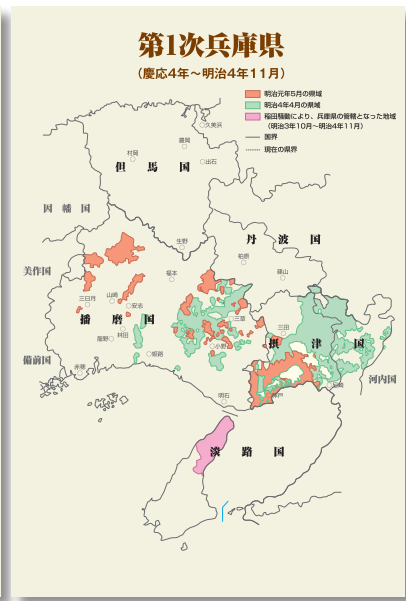 第1次兵庫県
（慶応4年～明治4年11月）
明治元年5月の県域
明治4年4月の県域
稲田騒動により、兵庫県の管轄となった地域
（明治3年10月～明治4年11月）
国界
現在の県界
久美浜
豊岡
村岡
出石
但馬国
因幡国
生野
丹波国
柏原
篠山
美作国
福本
三日月
山崎
安志
三草
播磨国
龍野
林田
姫路
小野
三田
摂津国
備前国
赤穂
尼崎
河内国
明石
神戸
淡路国